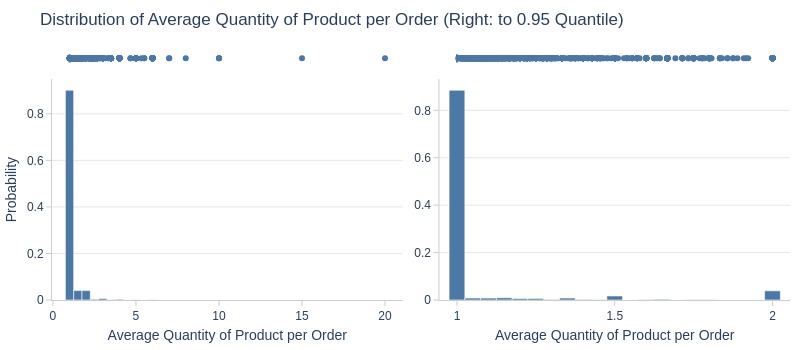 Distribution of Average Quantity of Product per Order (Right: to 0.95 Quantile)
Probability
0.8
0.6
0.4
0.2
0
0 5 10 15 20
Average Quantity of Product per Order
0.8
0.6
0.4
0.2
0
1 1.5 2
Average Quantity of Product per Order